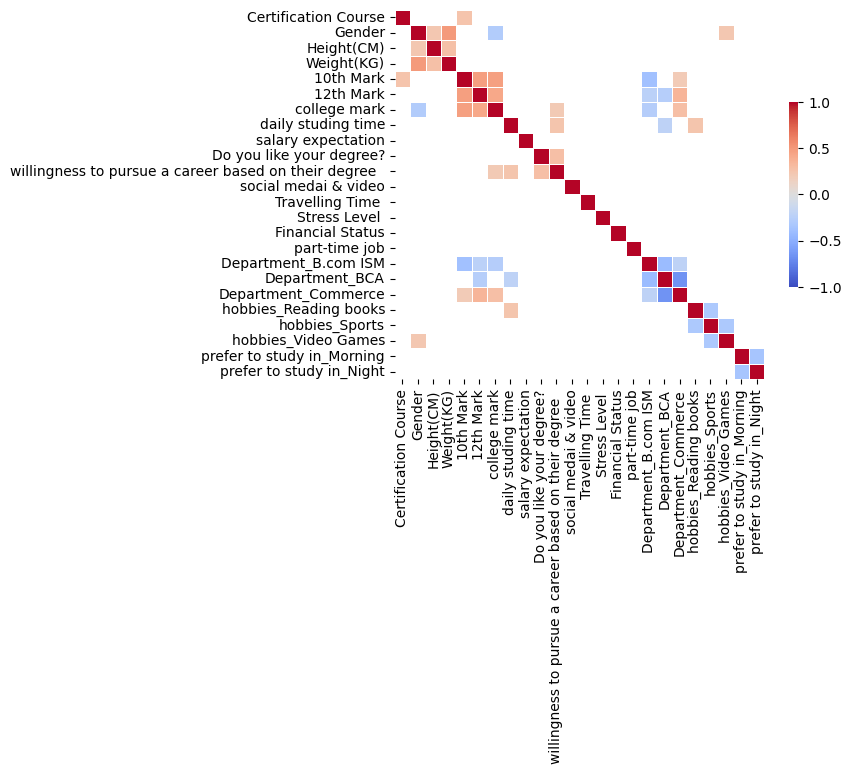 Certification Course
Gender
Height(CM)
Weight(KG)
10th Mark
12th Mark
college mark
daily studing time
salary expectation
Do you like your degree?
willingness to pursue a career based on their degree
social medai & video
Travelling Time
Stress Level
Financial Status
part-time job
Department_B.com ISM
Department_BCA
Department_Commerce
hobbies_Reading books
hobbies_Sports
hobbies_Video Games
prefer to study in_Morning
prefer to study in_Night
Certification Course
Gender
Height(CM)
Weight(KG)
10th Mark
12th Mark
college mark
daily studing time
salary expectation
Do you like your degree?
willingness to pursue a career based on their degree
social medai & video
Travelling Time
Stress Level
Financial Status
part-time job
Department_B.com ISM
Department_BCA
Department_Commerce
hobbies_Reading books
hobbies_Sports
hobbies_Video Games
prefer to study in_Morning
prefer to study in_Night
1.0
0.5
0.0
−0.5
−1.0